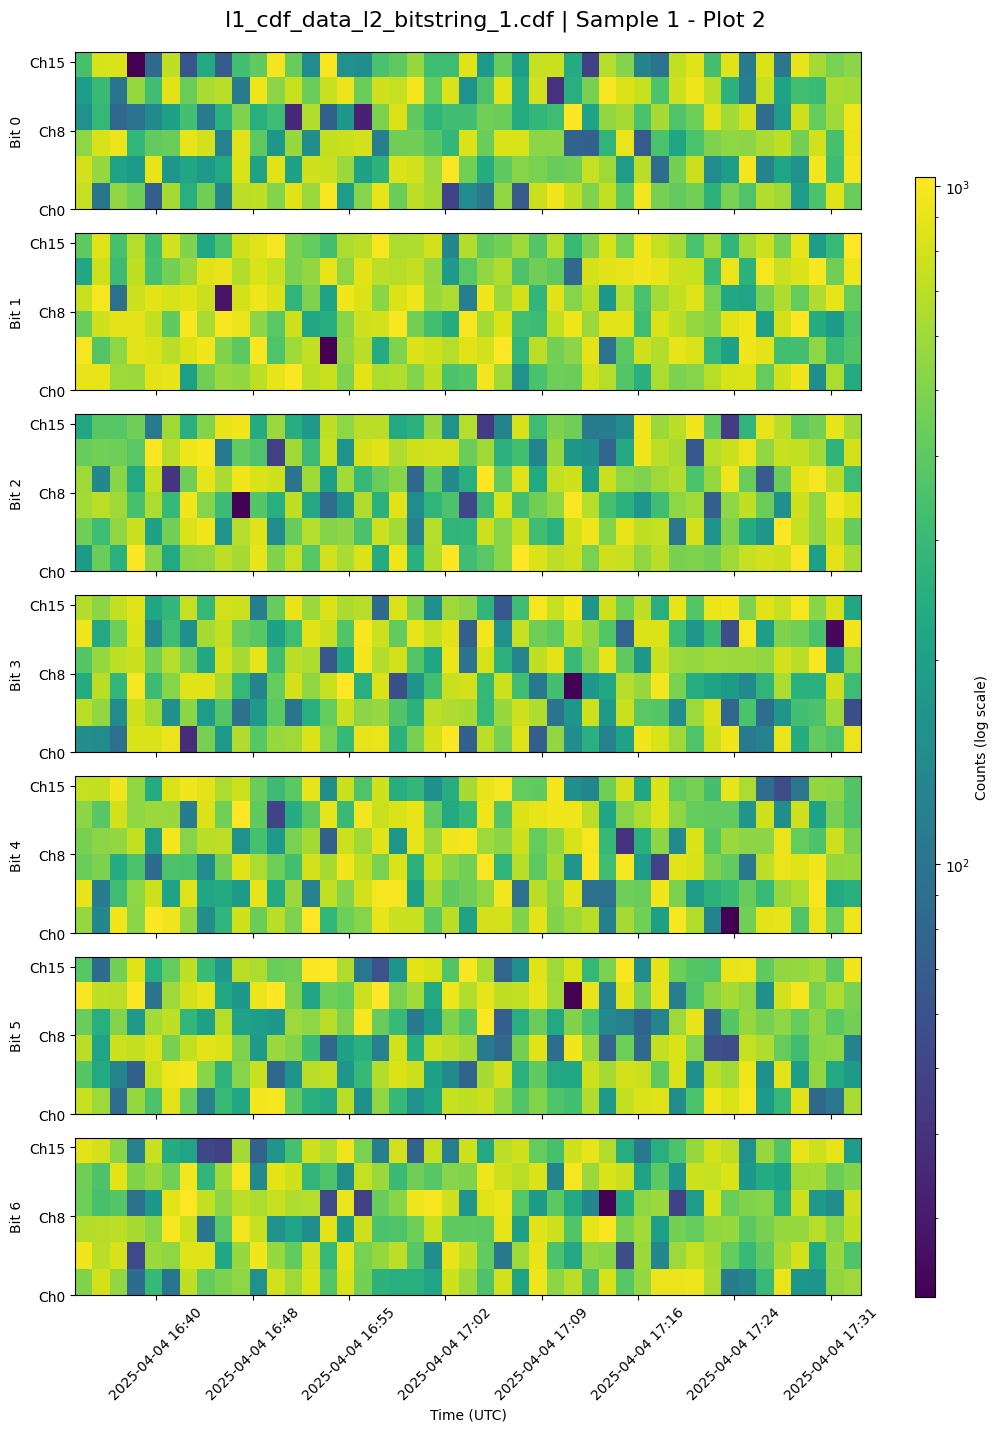 l1_cdf_data_l2_bitstring_1.cdf | Sample 1 - Plot 2
Ch15
Bit 0
Ch8
Ch0
Ch15
Bit 1
Ch8
Ch0
Ch15
Bit 2
Ch8
Ch0
Ch15
Bit 3
Ch8
Ch0
Ch15
Bit 4
Ch8
Ch0
Ch15
Bit 5
Ch8
Ch0
Ch15
Bit 6
Ch8
Ch0
2025-04-04 16:40
2025-04-04 16:48
2025-04-04 16:55
2025-04-04 17:02
2025-04-04 17:09
2025-04-04 17:16
2025-04-04 17:24
2025-04-04 17:31
Time (UTC)
10³
10²
Counts (log scale)